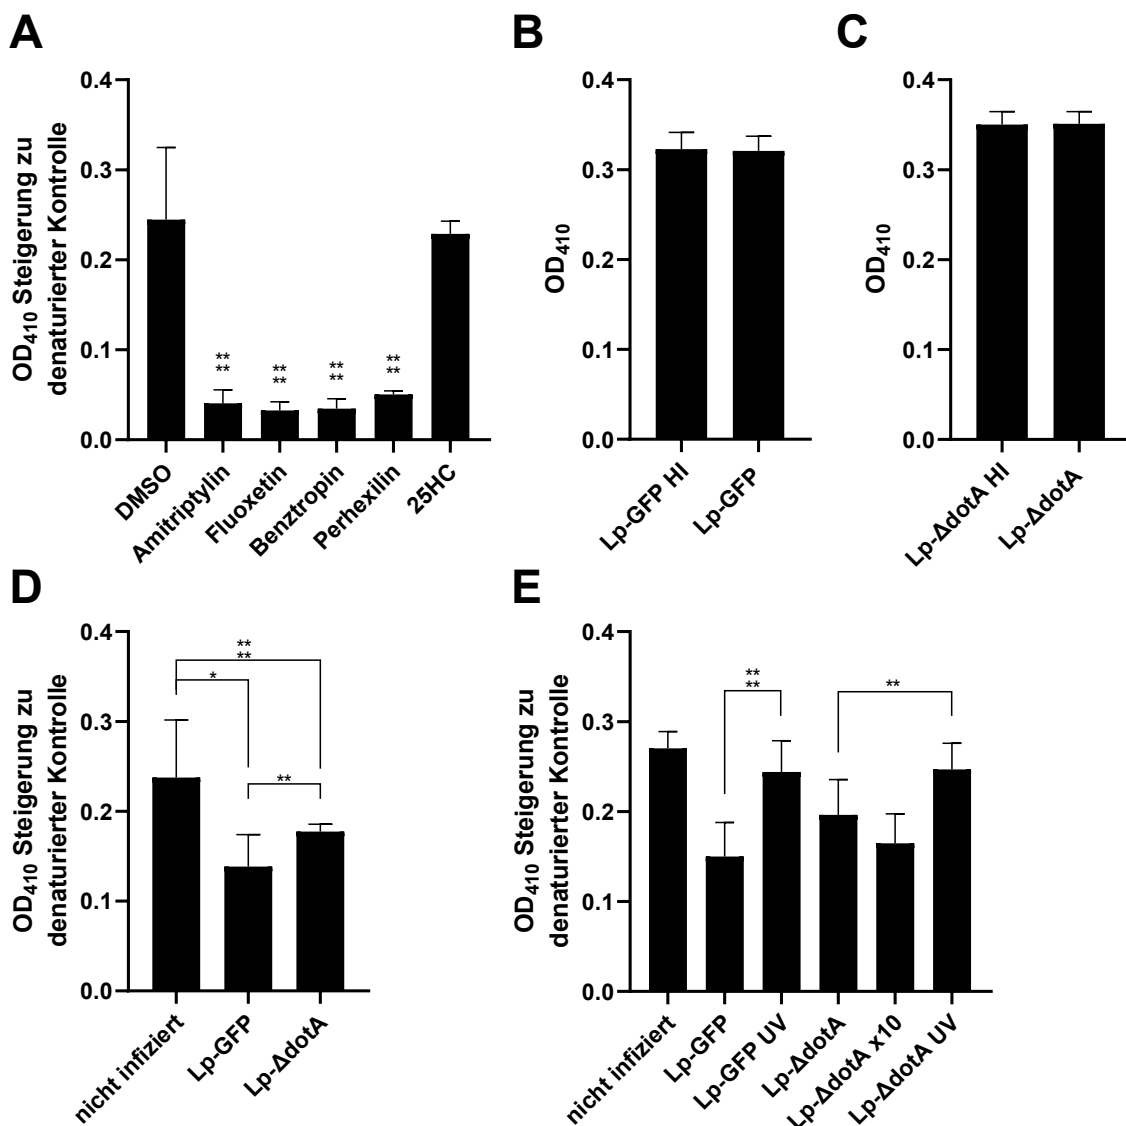 A
OD410 Steigerung zu
denaturierter Kontrolle
0.4
0.3
0.2
0.1
0.0
**
**
**
**
**
**
**
**
DMSO
Amitriptylin
Fluoxetin
Benztropin
Perhexilin
25HC
B
OD410
0.4
0.3
0.2
0.1
0.0
Lp-GFP HI
Lp-GFP
C
OD410
0.4
0.3
0.2
0.1
0.0
Lp-ΔdotA HI
Lp-ΔdotA
D
OD410 Steigerung zu
denaturierter Kontrolle
0.4
0.3
0.2
0.1
0.0
**
**
*
**
nicht infiziert
Lp-GFP
Lp-ΔdotA
E
OD410 Steigerung zu
denaturierter Kontrolle
0.4
0.3
0.2
0.1
0.0
**
**
**
nicht infiziert
Lp-GFP
Lp-GFP UV
Lp-ΔdotA
Lp-ΔdotA x10
Lp-ΔdotA UV